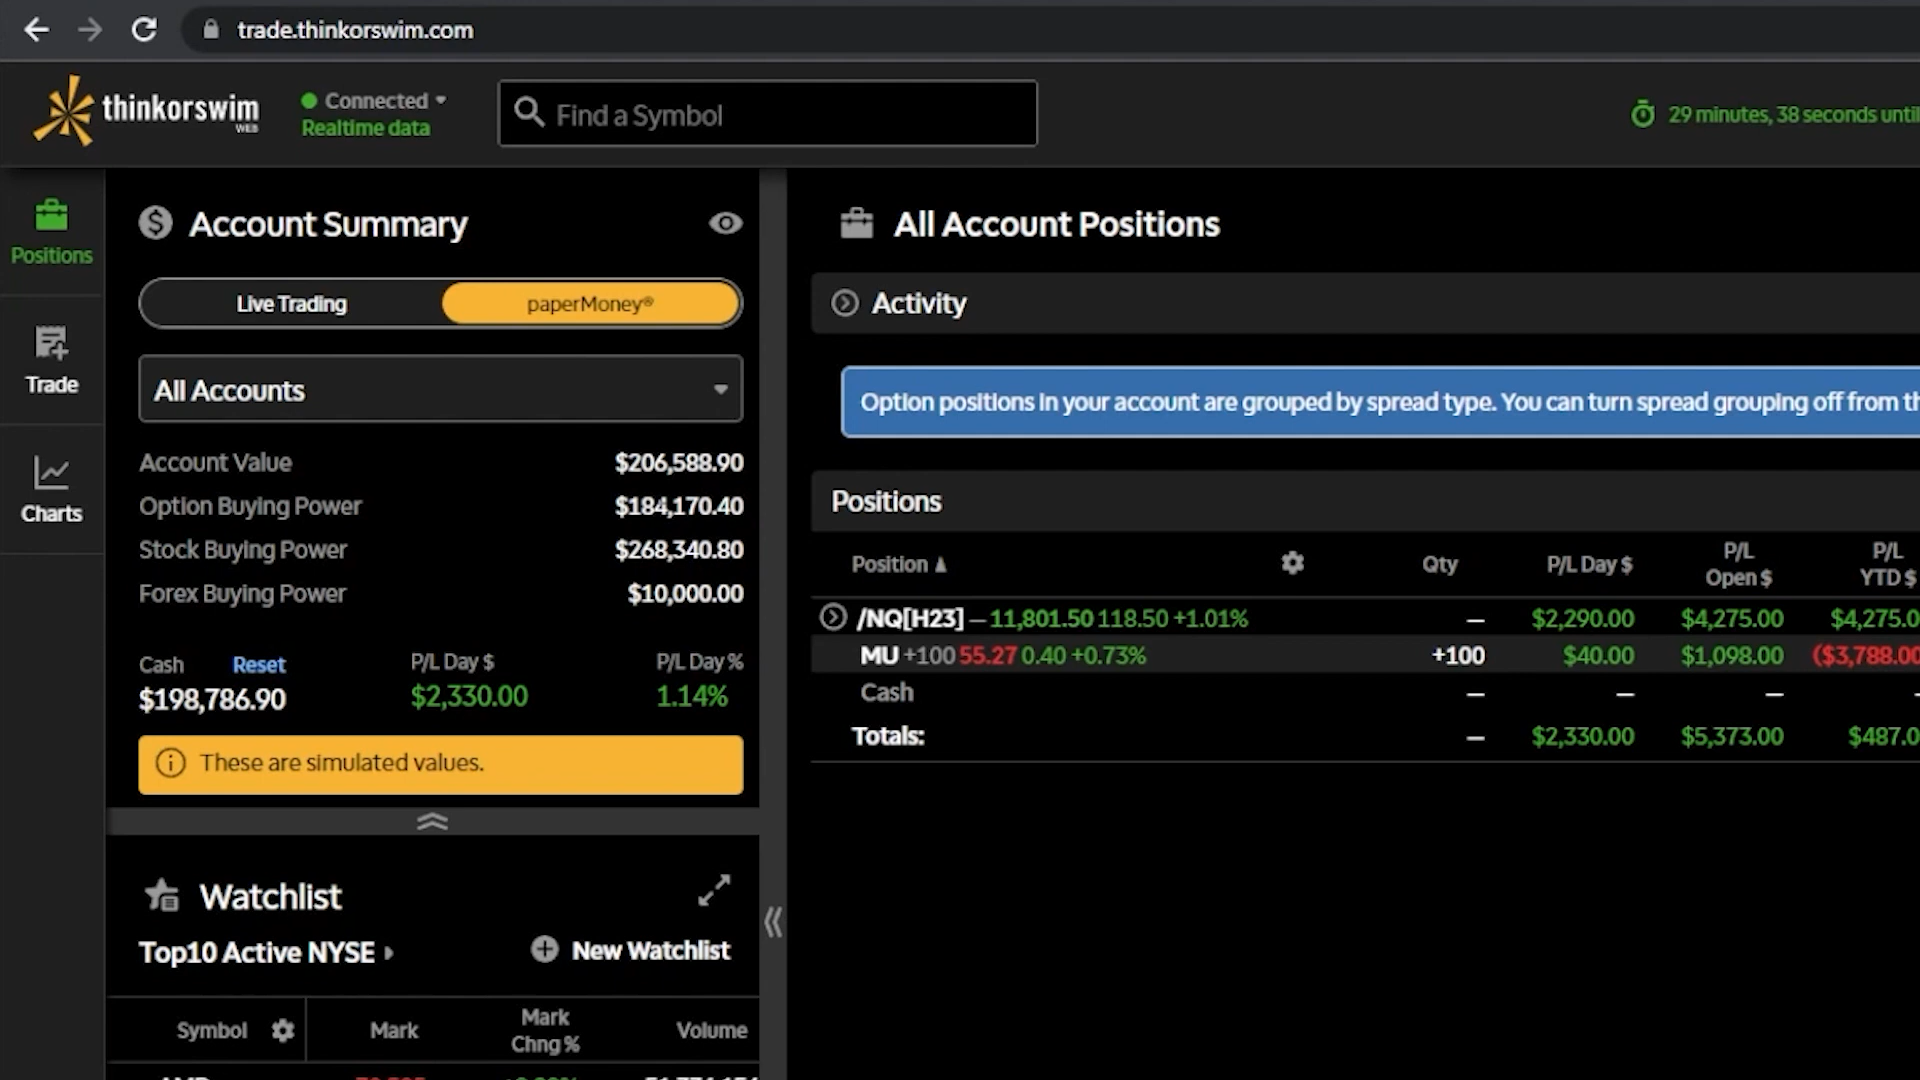 trade.thinkorswim.com
thinkorswim
WEB
Connected
Realtime data
Find a Symbol
29 minutes, 38 seconds until
Positions
Trade
Charts
Account Summary
Live Trading paperMoney®
All Accounts
Account Value $206,588.90
Option Buying Power $184,170.40
Stock Buying Power $268,340.80
Forex Buying Power $10,000.00
Cash Reset P/L Day $ P/L Day %
$198,786.90 $2,330.00 1.14%
These are simulated values.
Watchlist
Top10 Active NYSE New Watchlist
Symbol Mark Mark Chng % Volume
All Account Positions
Activity
Option positions in your account are grouped by spread type. You can turn spread grouping off from
Positions
Position Qty P/L Day $ P/L Open $ P/L YTD $
/NQ[H23] — 11,801.50 118.50 +1.01% — $2,290.00 $4,275.00 $4,275.0
MU +100 55.27 0.40 +0.73% +100 $40.00 $1,098.00 ($3,788.00
Cash — — —
Totals: — $2,330.00 $5,373.00 $487.0